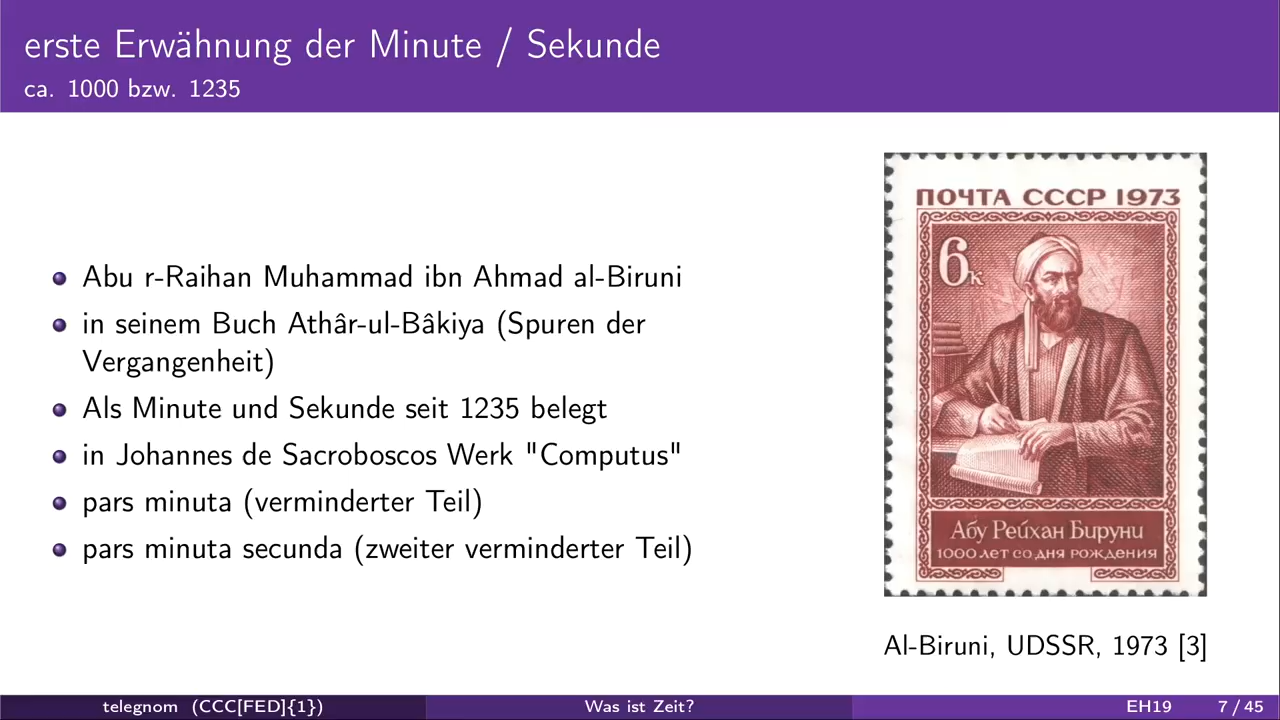 erste Erwähnung der Minute / Sekunde
ca. 1000 bzw. 1235
Abu r-Raihan Muhammad ibn Ahmad al-Biruni
in seinem Buch Athâr-ul-Bâkiya (Spuren der
Vergangenheit)
Als Minute und Sekunde seit 1235 belegt
in Johannes de Sacroboscos Werk "Computus"
pars minuta (verminderter Teil)
pars minuta secunda (zweiter verminderter Teil)
ПОЧТА СССР 1973
6к
Абу Рейхан Бируни
1000 ЛЕТ СО ДНЯ РОЖДЕНИЯ
Al-Biruni, UDSSR, 1973 [3]
telegnom (CCC[FED]{1})
Was ist Zeit?
EH19
7 / 45